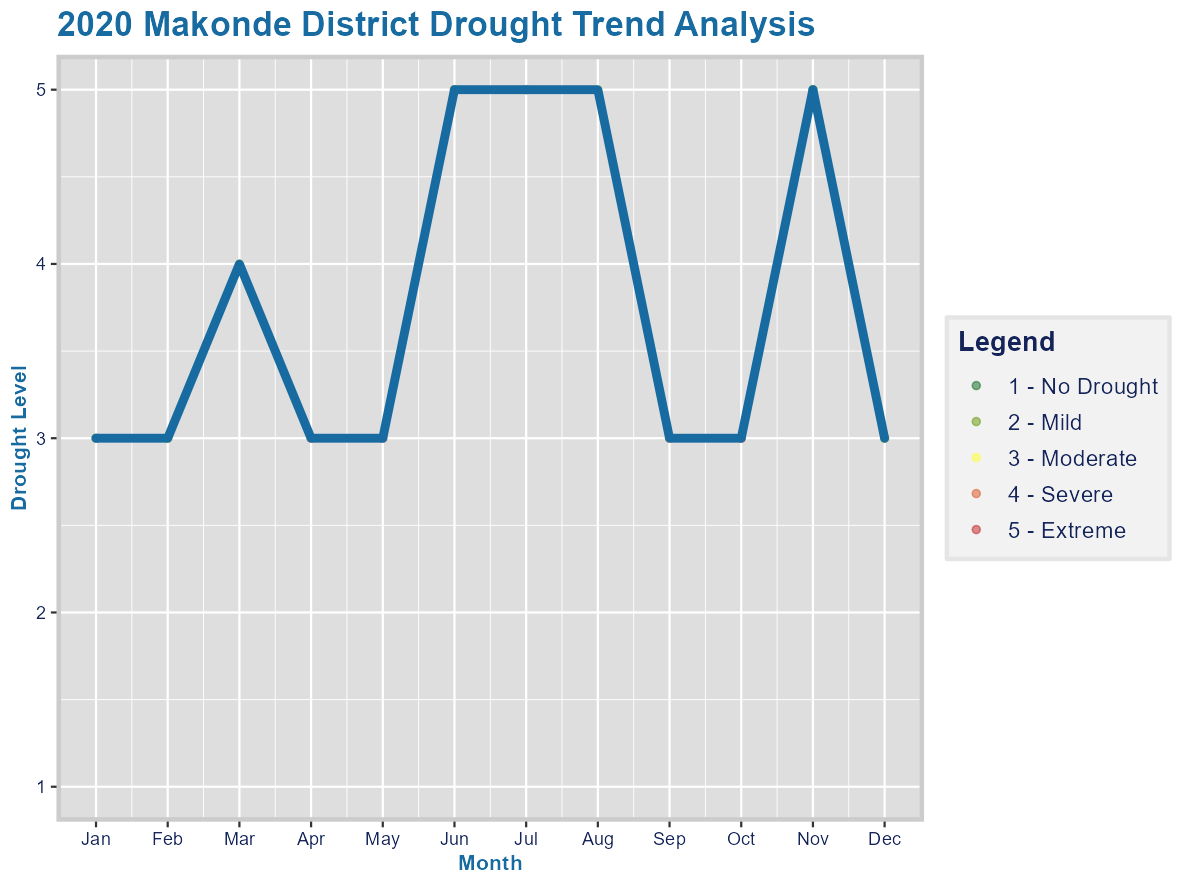 2020 Makonde District Drought Trend Analysis
Drought Level
5
4
3
2
1
Jan Feb Mar Apr May Jun Jul Aug Sep Oct Nov Dec
Month
Legend
1 - No Drought
2 - Mild
3 - Moderate
4 - Severe
5 - Extreme